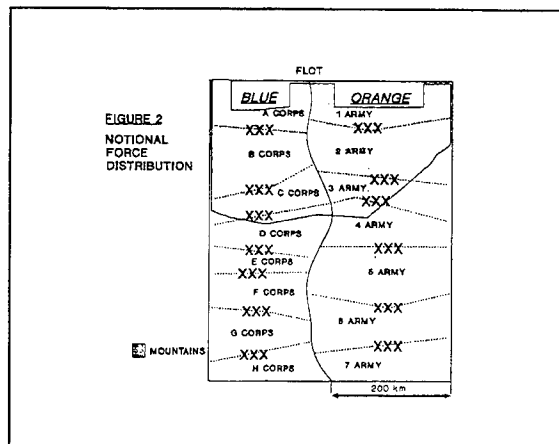 FLOT
BLUE
ORANGE
FIGURE 2
NOTIONAL
FORCE
DISTRIBUTION
A CORPS
1 ARMY
XXX
XXX
B CORPS
2 ARMY
XXX
XXX
C CORPS
3 ARMY
XXX
XXX
D CORPS
4 ARMY
XXX
XXX
E CORPS
5 ARMY
XXX
F CORPS
XXX
XXX
G CORPS
6 ARMY
XXX
XXX
MOUNTAINS
H CORPS
7 ARMY
200 km